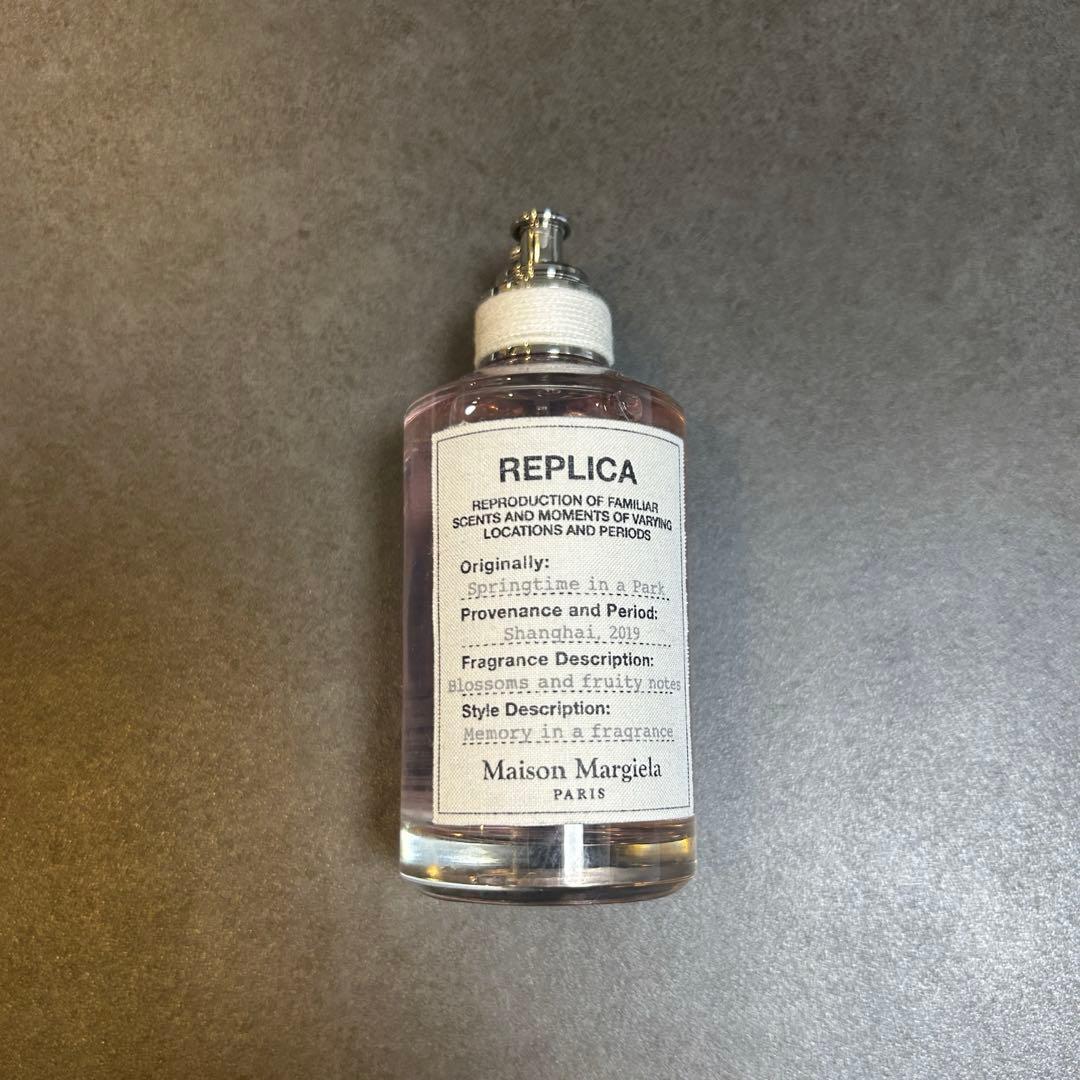 REPLICA
REPRODUCTION OF FAMILIAR
SCENTS AND MOMENTS OF VARYING
LOCATIONS AND PERIODS
Originally:
Springtime in a Park
Provenance and Period:
Shanghai, 2019
Fragrance Description:
Blossoms and fruity notes
Style Description:
Memory in a fragrance
Maison Margiela
PARIS